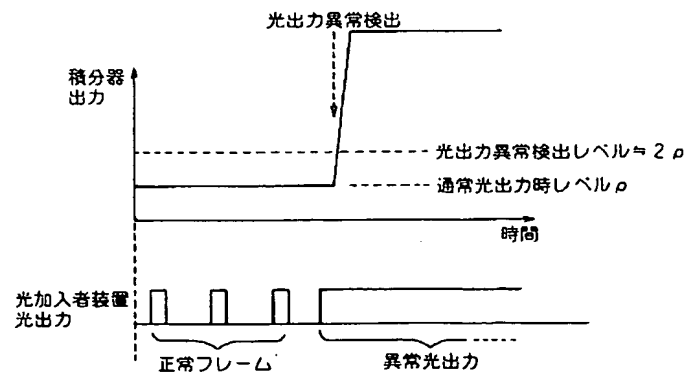 光出力異常検出
積分器
出力
光出力異常検出レベル≒2ρ
通常光出力時レベルρ
時間
光加入者装置
光出力
正常フレーム
異常光出力